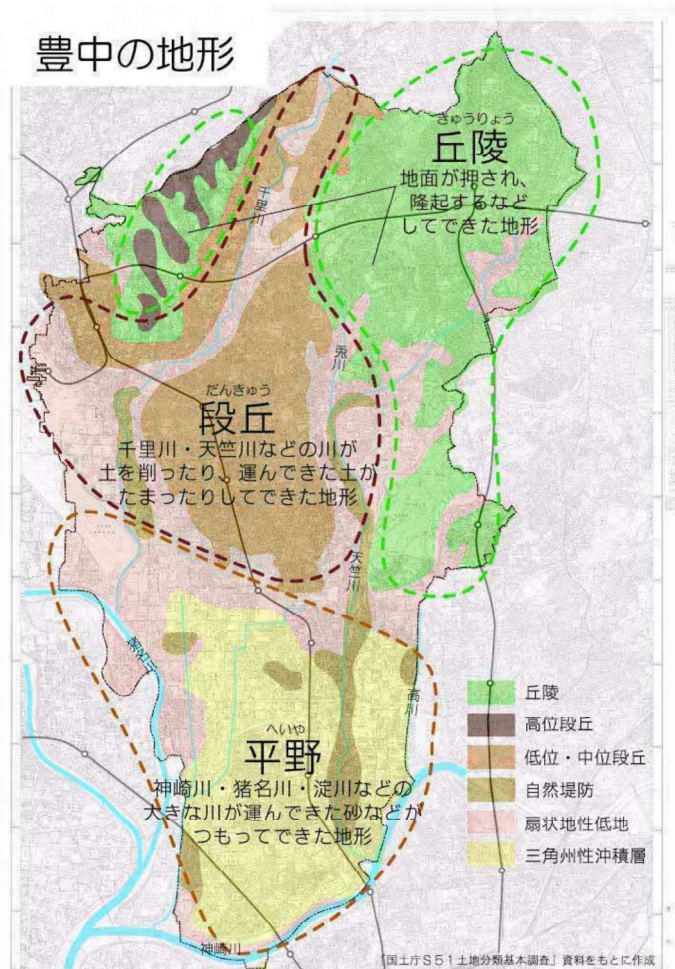 豊中の地形
きゅうりょう
丘陵
地面が押され、
隆起するなど
してできた地形
千里川
兎川
だんきゅう
段丘
千里川・天竺川などの川が
土を削ったり、運んできた土が
たまったりしてできた地形
天竺川
猪名川
高川
へいや
平野
神崎川・猪名川・淀川などの
大きな川が運んできた砂などが
つもってできた地形
神崎川
丘陵
高位段丘
低位・中位段丘
自然堤防
扇状地性低地
三角州性沖積層
「国土庁S51土地分類基本調査」資料をもとに作成